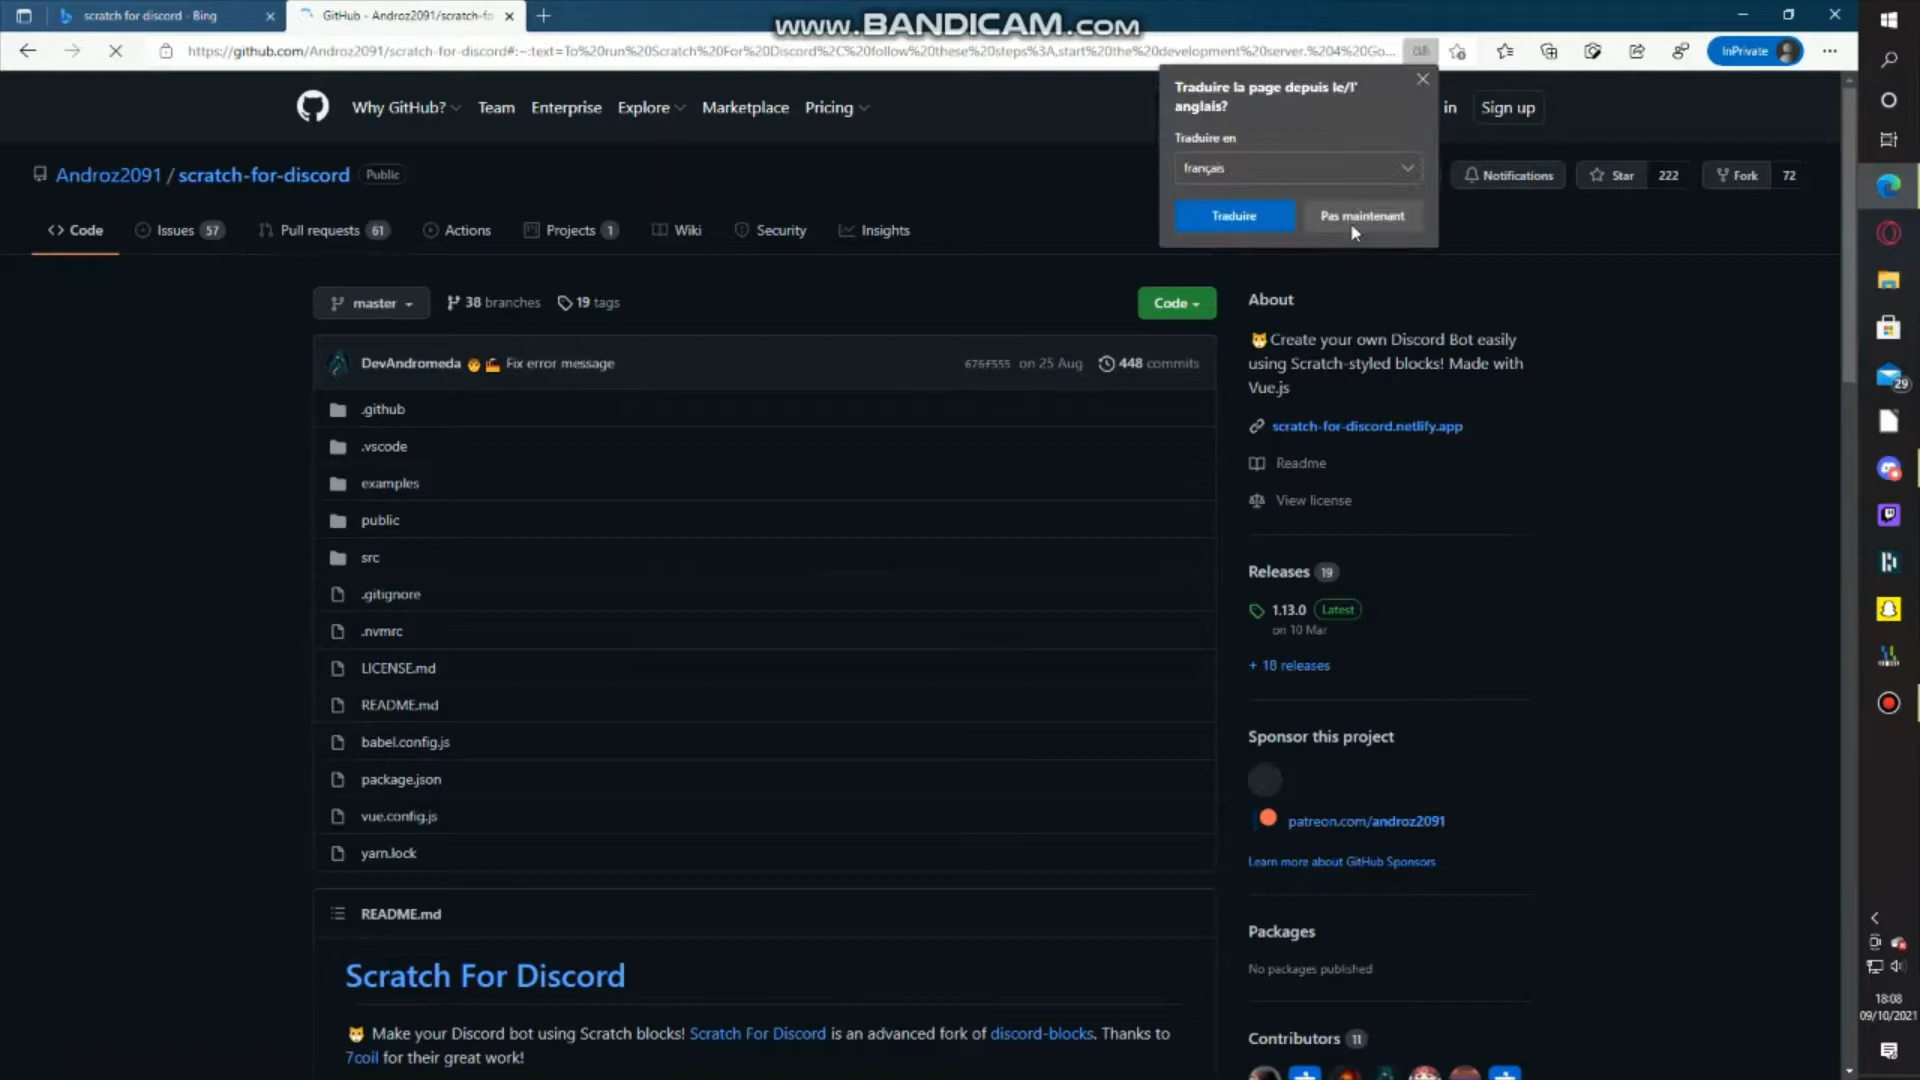 scratch for discord - Bing
GitHub - Androz2091/scratch-fo
www.BANDICAM.com
https://github.com/Androz2091/scratch-for-discord#:~:text=To%20run%20Scratch%20For%20Discord%2C%20follow%20these%20steps%3A,start%20the%20development%20server.%204%20Go...
InPrivate
Why GitHub?
Team
Enterprise
Explore
Marketplace
Pricing
in
Sign up
Traduire la page depuis le/l'
anglais?
Traduire en
français
Traduire
Pas maintenant
Androz2091 / scratch-for-discord
Public
Notifications
Star 222
Fork 72
Code
Issues 57
Pull requests 61
Actions
Projects 1
Wiki
Security
Insights
master
38 branches
19 tags
Code
DevAndromeda Fix error message
676f555 on 25 Aug
448 commits
.github
.vscode
examples
public
src
.gitignore
.nvmrc
LICENSE.md
README.md
babel.config.js
package.json
vue.config.js
yarn.lock
README.md
Scratch For Discord
Make your Discord bot using Scratch blocks! Scratch For Discord is an advanced fork of discord-blocks. Thanks to
7coil for their great work!
About
Create your own Discord Bot easily
using Scratch-styled blocks! Made with
Vue.js
scratch-for-discord.netlify.app
Readme
View license
Releases 19
1.13.0 Latest
on 10 Mar
+ 18 releases
Sponsor this project
patreon.com/androz2091
Learn more about GitHub Sponsors
Packages
No packages published
Contributors 11
29
18:08
09/10/2021